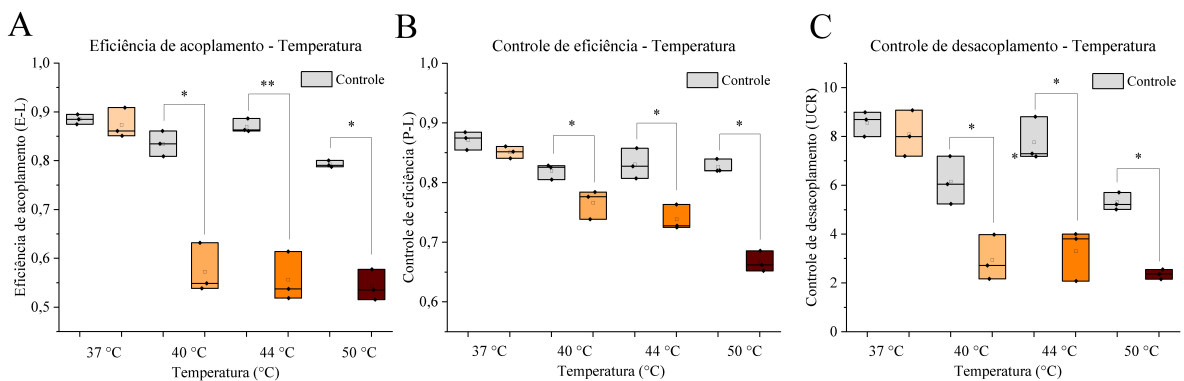 A
Eficiência de acoplamento - Temperatura
Eficiência de acoplamento (E-L)
1,0
0,9
0,8
0,7
0,6
0,5
Controle
*
**
*
37 °C
40 °C
44 °C
50 °C
Temperatura (°C)
B
Controle de eficiência - Temperatura
Controle de eficiência (P-L)
1,0
0,9
0,8
0,7
0,6
Controle
*
*
*
40 °C
44 °C
50 °C
Temperatura (°C)
C
Controle de desacoplamento - Temperatura
Controle de desacoplamento (UCR)
10
8
6
4
2
0
Controle
*
*
*
*
37 °C
40 °C
44 °C
50 °C
Temperatura (°C)